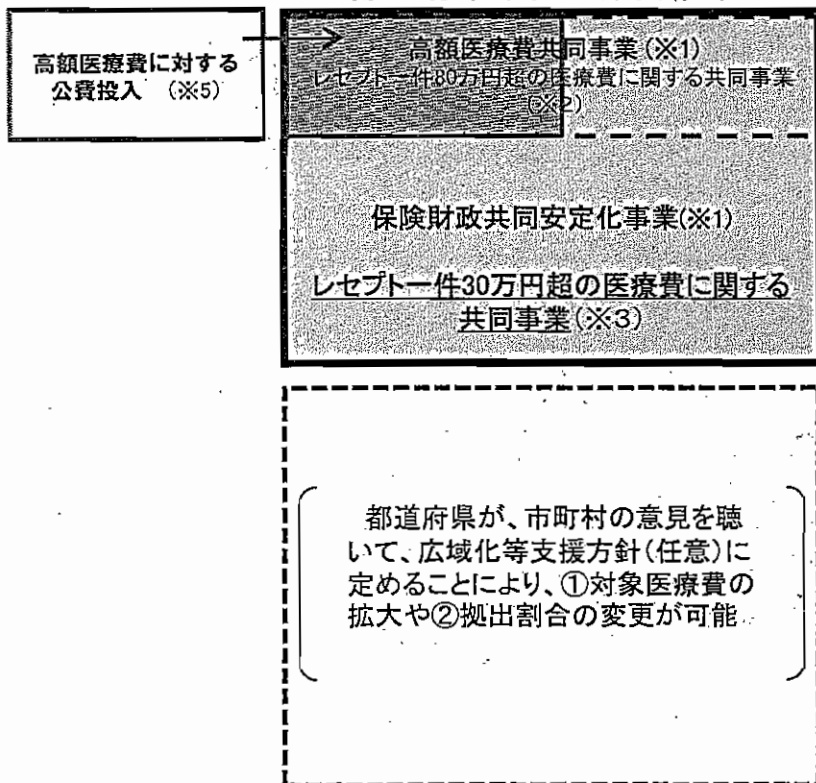 高額医療費に対する
公費投入 (※5)
高額医療費共同事業(※1)
レセプト一件80万円超の医療費に関する共同事業
(※2)
保険財政共同安定化事業(※1)
レセプト一件30万円超の医療費に関する
共同事業(※3)
都道府県が、市町村の意見を聴
いて、広域化等支援方針(任意)に
定めることにより、①対象医療費の
拡大や②拠出割合の変更が可能